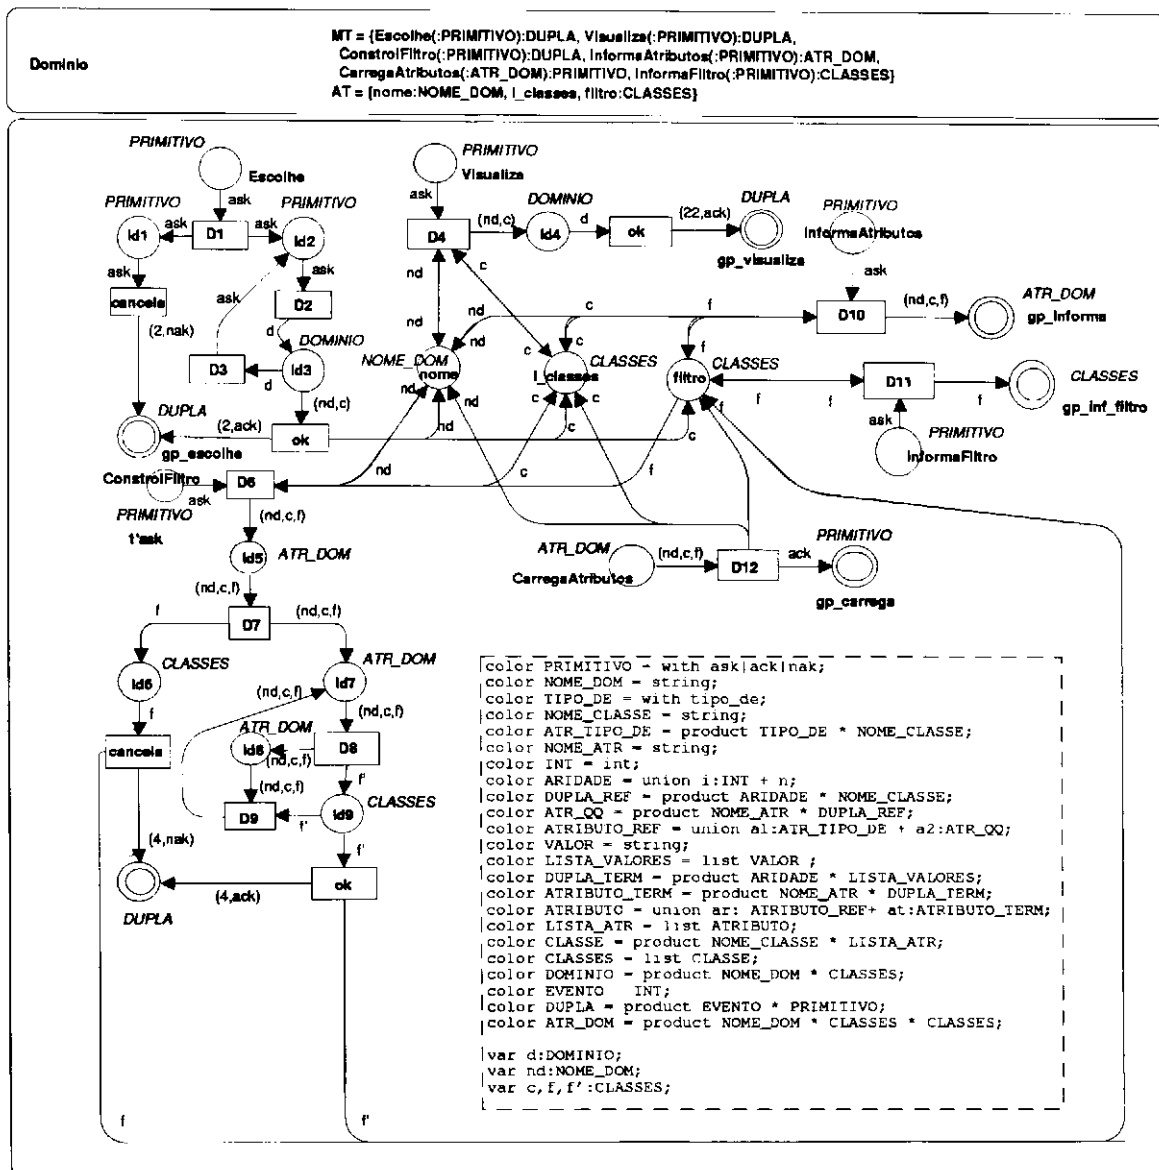 Dominio
MT = {Escolhe(:PRIMITIVO):DUPLA, Visualiza(:PRIMITIVO):DUPLA,
ConstroiFiltro(:PRIMITIVO):DUPLA, InformaAtributos(:PRIMITIVO):ATR_DOM,
CarregaAtributos(:ATR_DOM):PRIMITIVO, InformaFiltro(:PRIMITIVO):CLASSES}
AT = {nome:NOME_DOM, l_classes, filtro:CLASSES}
PRIMITIVO
Escolhe
ask
PRIMITIVO
PRIMITIVO
Id1
ask
D1
ask
Id2
ask
cancela
ask
ask
D2
(2,nak)
d
D3
d
Id3
DOMINIO
(nd,c)
DUPLA
(2,ack)
ok
gp_escolhe
PRIMITIVO
Visualiza
ask
D4
(nd,c)
DOMINIO
Id4
d
ok
(22,ack)
DUPLA
gp_visualiza
nd
c
nd
c
PRIMITIVO
InformaAtributos
ask
D10
(nd,c,f)
ATR_DOM
gp_informa
nd
c
f
nd
c
f
NOME_DOM
nome
CLASSES
l_classes
CLASSES
filtro
f
f
D11
f
CLASSES
gp_inf_filtro
ask
PRIMITIVO
InformaFiltro
nd
nd
nd
c
c
c
c
f
ConstroiFiltro
ask
D6
nd
c
f
PRIMITIVO
1'ask
(nd,c,f)
Id5
ATR_DOM
(nd,c,f)
D7
f
(nd,c,f)
ATR_DOM
CarregaAtributos
(nd,c,f)
D12
ack
PRIMITIVO
gp_carrega
CLASSES
Id6
f
cancela
(4,nak)
ATR_DOM
Id7
(nd,c,f)
(nd,c,f)
ATR_DOM
Id8
(nd,c,f)
D8
(nd,c,f)
f'
D9
f'
Id9
CLASSES
f'
(4,ack)
ok
DUPLA
f
f'
color PRIMITIVO = with ask|ack|nak;
color NOME_DOM = string;
color TIPO_DE = with tipo_de;
color NOME_CLASSE = string;
color ATR_TIPO_DE = product TIPO_DE * NOME_CLASSE;
color NOME_ATR = string;
color INT = int;
color ARIDADE = union i:INT + n;
color DUPLA_REF = product ARIDADE * NOME_CLASSE;
color ATR_QQ = product NOME_ATR * DUPLA_REF;
color ATRIBUTO_REF = union a1:ATR_TIPO_DE + a2:ATR_QQ;
color VALOR = string;
color LISTA_VALORES = list VALOR ;
color DUPLA_TERM = product ARIDADE * LISTA_VALORES;
color ATRIBUTO_TERM = product NOME_ATR * DUPLA_TERM;
color ATRIBUTO = union ar: ATRIBUTO_REF+ at:ATRIBUTO_TERM;
color LISTA_ATR = list ATRIBUTO;
color CLASSE = product NOME_CLASSE * LISTA_ATR;
color CLASSES = list CLASSE;
color DOMINIO = product NOME_DOM * CLASSES;
color EVENTO INT;
color DUPLA = product EVENTO * PRIMITIVO;
color ATR_DOM = product NOME_DOM * CLASSES * CLASSES;
var d:DOMINIO;
var nd:NOME_DOM;
var c,f,f':CLASSES;